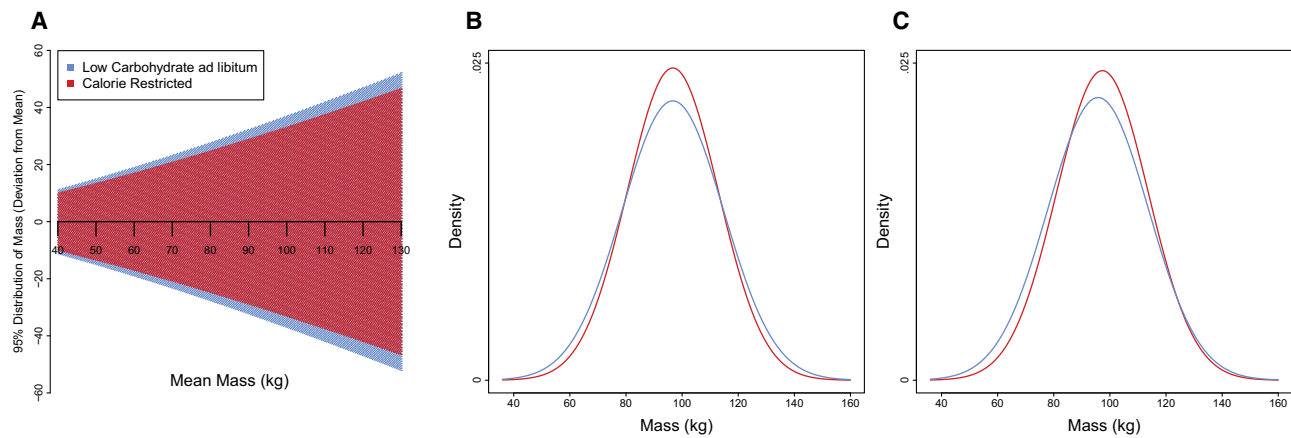 A
95% Distribution of Mass (Deviation from Mean)
60
40
20
0
−20
−40
−60
Low Carbohydrate ad libitum
Calorie Restricted
40 50 60 70 80 90 100 110 120 130
Mean Mass (kg)
B
Density
.025
0
40 60 80 100 120 140 160
Mass (kg)
C
Density
.025
0
40 60 80 100 120 140 160
Mass (kg)